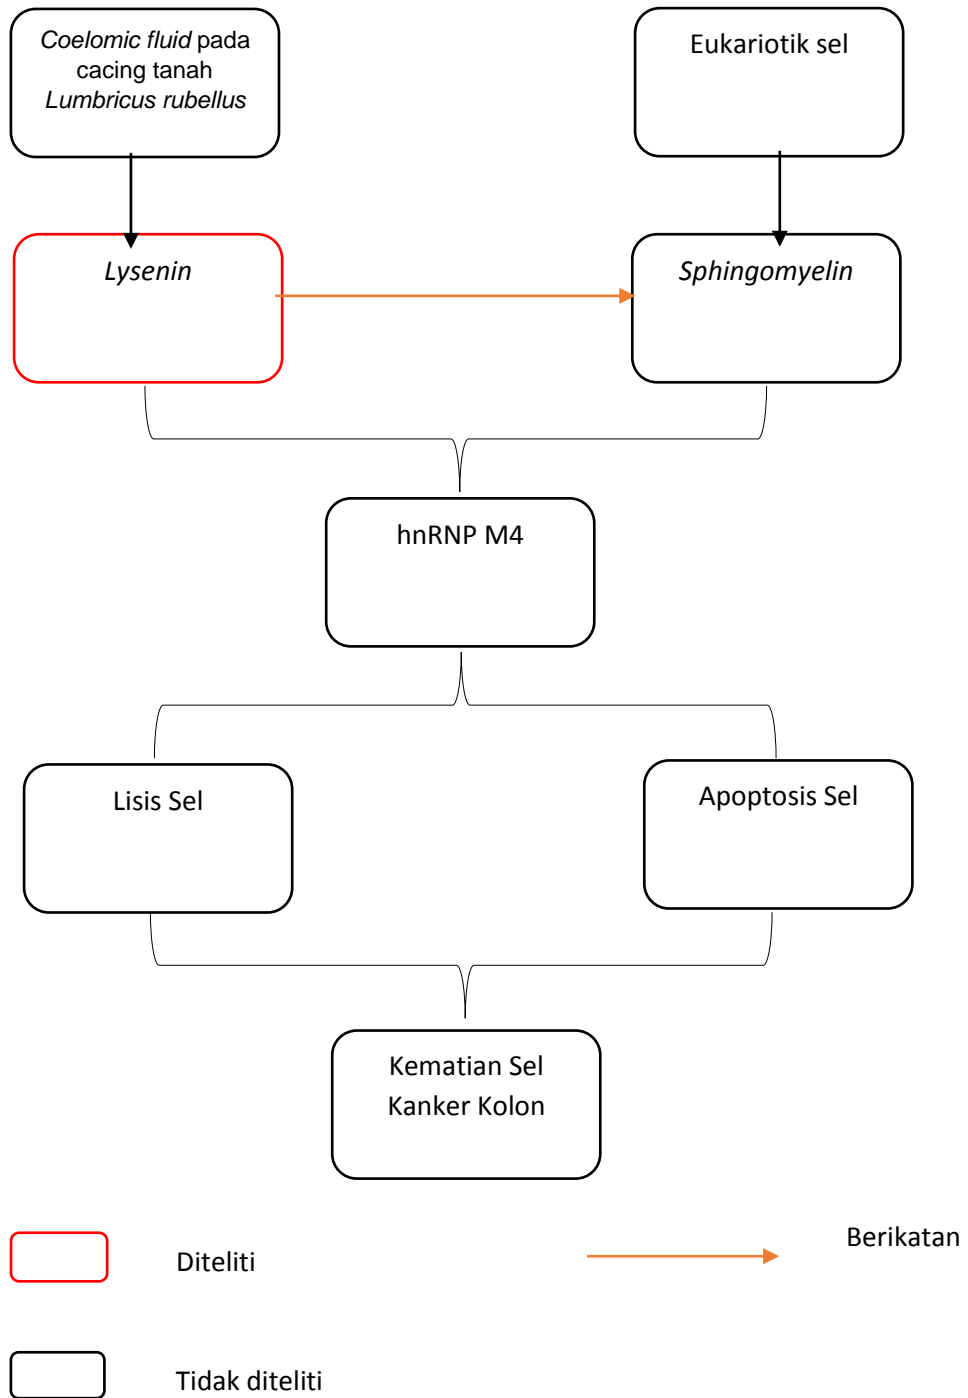 Coelomic fluid pada
cacing tanah
Lumbricus rubellus
Eukariotik sel
Lysenin
Sphingomyelin
hnRNP M4
Lisis Sel
Apoptosis Sel
Kematian Sel
Kanker Kolon
Diteliti
Berikatan
Tidak diteliti